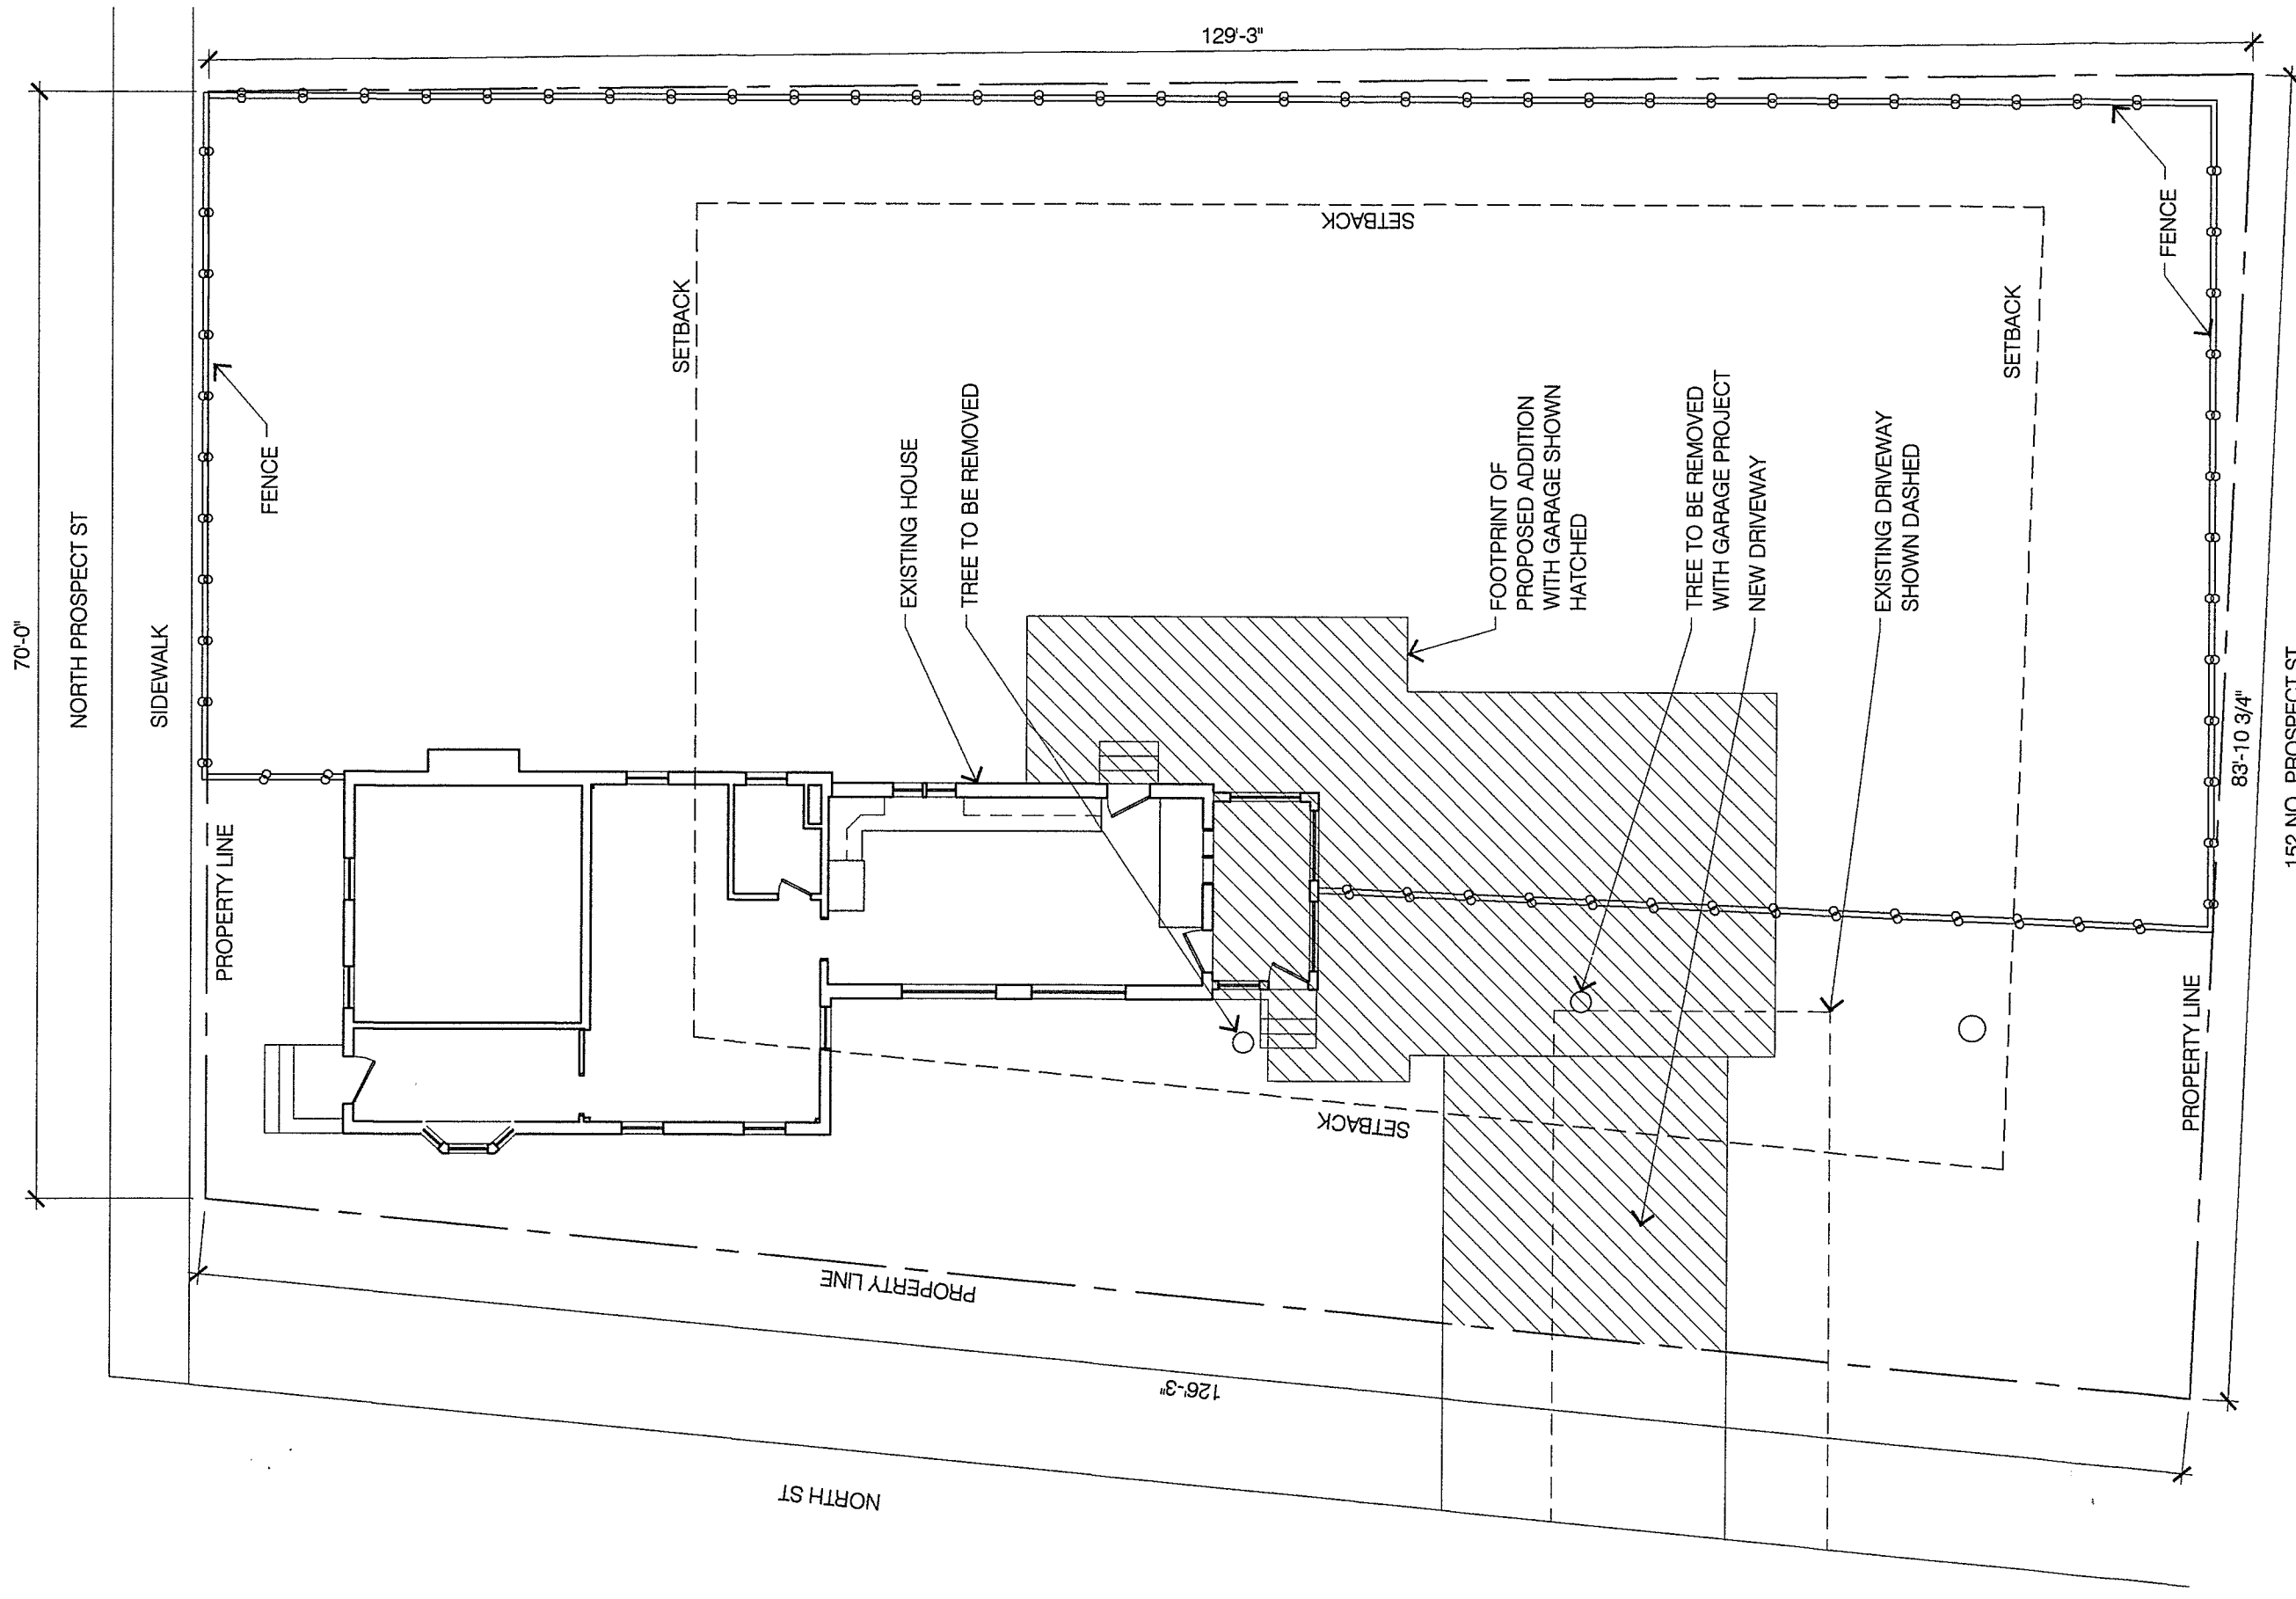 129'-3"
70'-0"
NORTH PROSPECT ST
SIDEWALK
FENCE
PROPERTY LINE
SETBACK
SETBACK
EXISTING HOUSE
TREE TO BE REMOVED
FOOTPRINT OF
PROPOSED ADDITION
WITH GARAGE SHOWN
HATCHED
TREE TO BE REMOVED
WITH GARAGE PROJECT
NEW DRIVEWAY
EXISTING DRIVEWAY
SHOWN DASHED
SETBACK
FENCE
SETBACK
PROPERTY LINE
PROPERTY LINE
83'-10 3/4"
152 NO. PROSPECT ST
126'-3"
NORTH ST